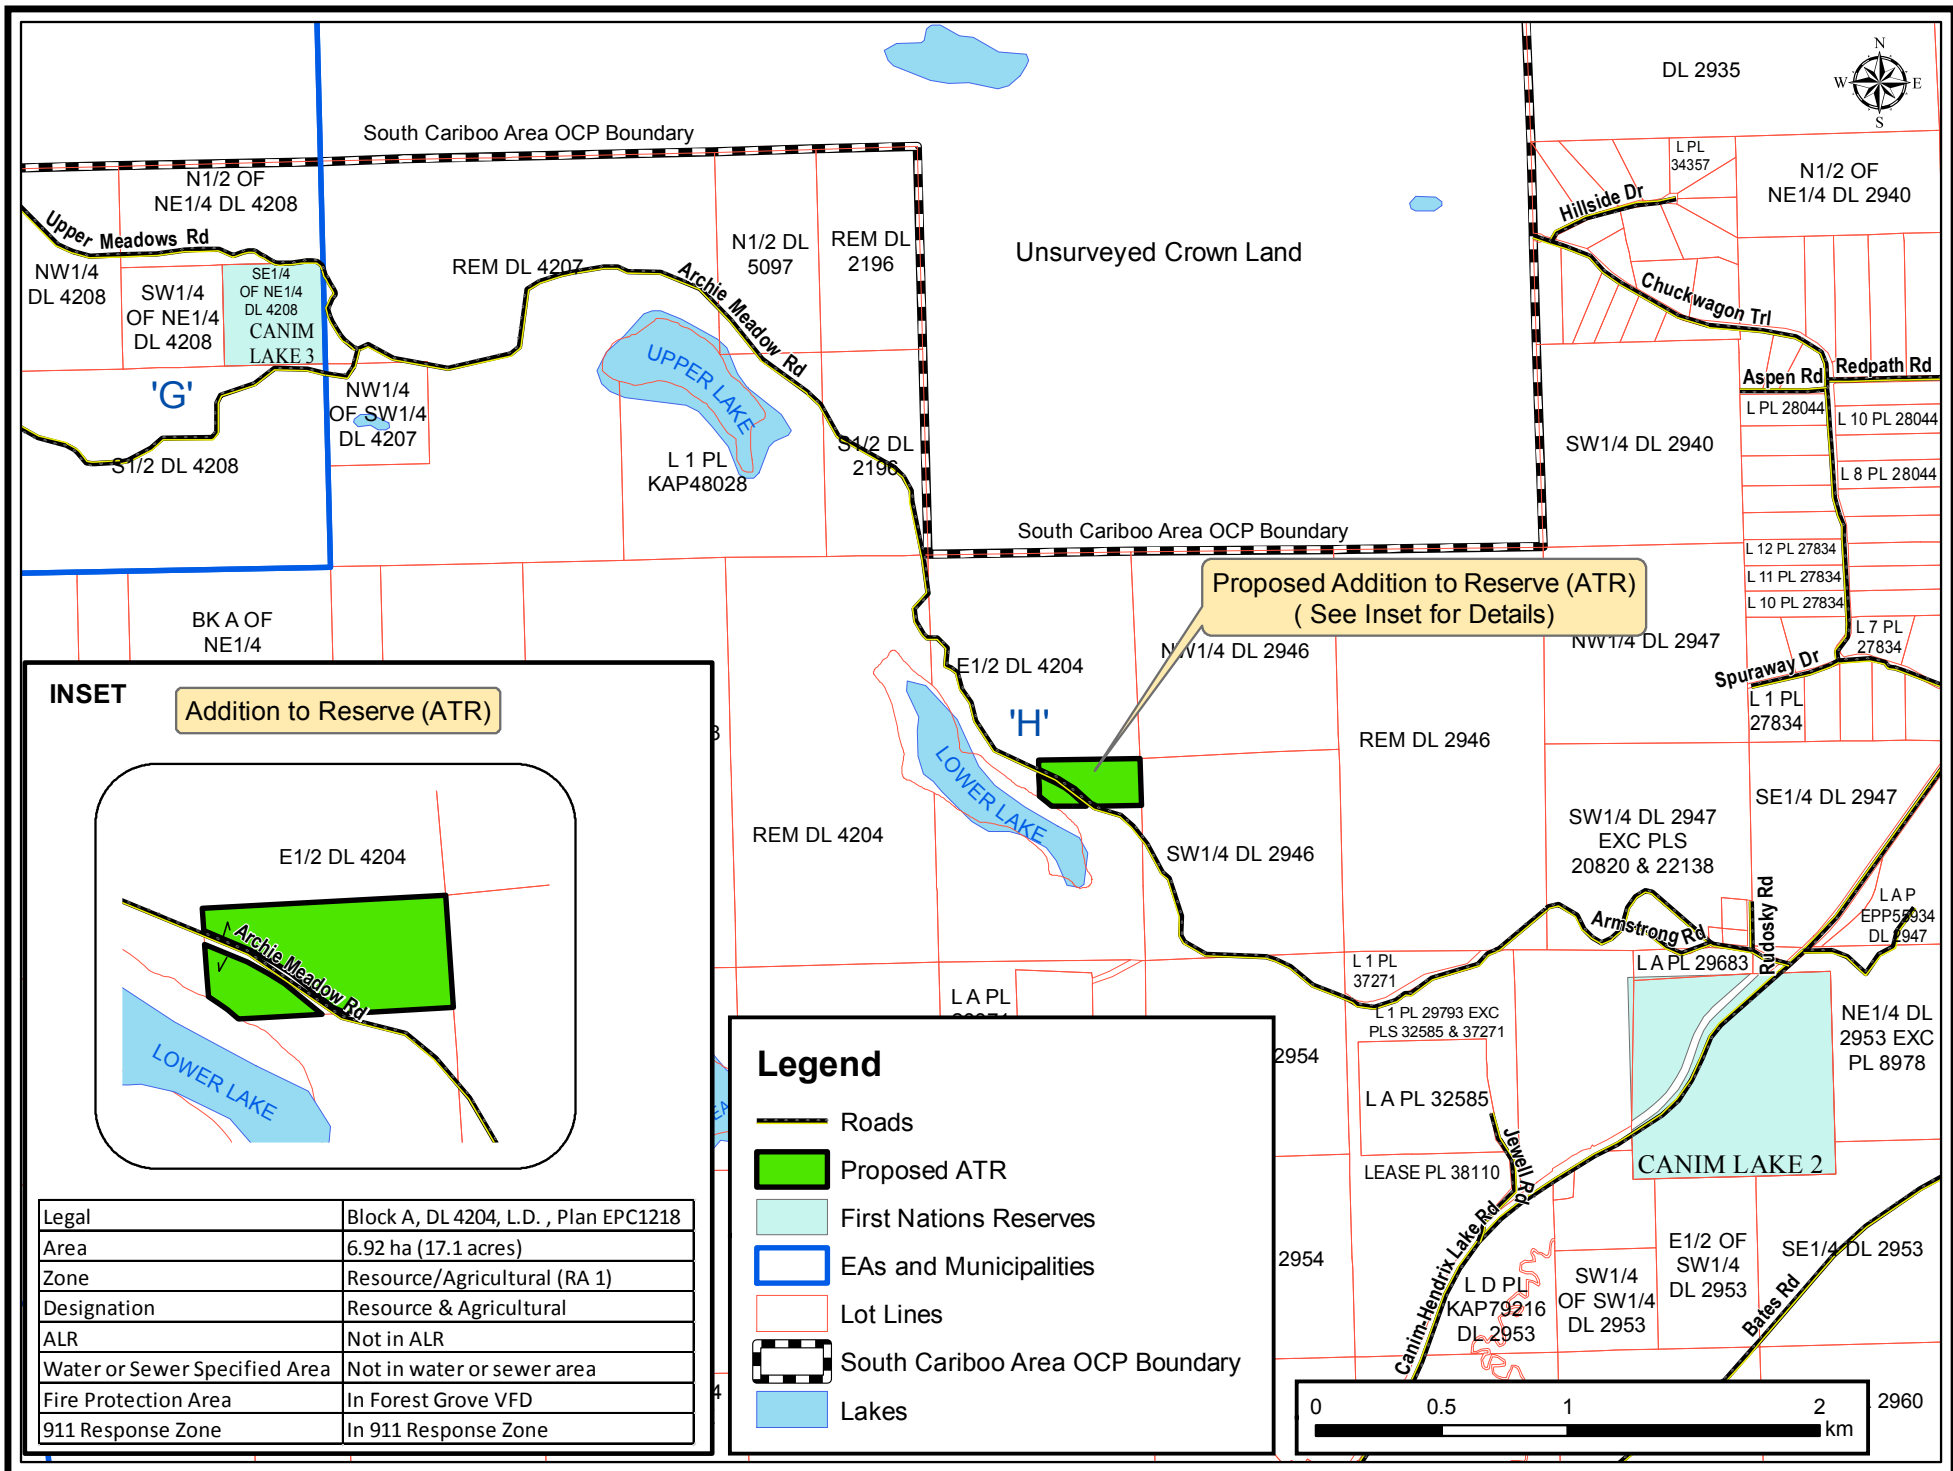 South Cariboo Area OCP Boundary
DL 2935
N
W
E
S
L PL
34357
N1/2 OF
NE1/4 DL 4208
N1/2 OF
NE1/4 DL 2940
Hillside Dr
Upper Meadows Rd
N1/2 DL
5097
REM DL
2196
Unsurveyed Crown Land
NW1/4
DL 4208
SW1/4
OF NE1/4
DL 4208
SE1/4
OF NE1/4
DL 4208
CANIM
LAKE 3
REM DL 4207
Archie Meadow Rd
Chuckwagon Trl
UPPER LAKE
Aspen Rd
Redpath Rd
'G'
NW1/4
OF SW1/4
DL 4207
L PL 28044
L 10 PL 28044
S1/2 DL 4208
L 1 PL
KAP48028
S1/2 DL
2196
SW1/4 DL 2940
L 8 PL 28044
South Cariboo Area OCP Boundary
L 12 PL 27834
L 11 PL 27834
L 10 PL 27834
Proposed Addition to Reserve (ATR)
( See Inset for Details)
BK A OF
NE1/4
E1/2 DL 4204
NW1/4 DL 2946
NW1/4 DL 2947
L 7 PL
27834
Spuraway Dr
L 1 PL
27834
'H'
REM DL 2946
LOWER LAKE
REM DL 4204
SW1/4 DL 2946
SE1/4 DL 2947
SW1/4 DL 2947
EXC PLS
20820 & 22138
Armstrong Rd
Rudosky Rd
L A P
EPP55934
DL 2947
L A PL 29683
L 1 PL
37271
L A PL
L 1 PL 29793 EXC
PLS 32585 & 37271
NE1/4 DL
2953 EXC
PL 8978
2954
L A PL 32585
Jewell Rd
CANIM LAKE 2
LEASE PL 38110
Canim-Hendrix Lake Rd
2954
L D PL
KAP79216
DL 2953
SW1/4
OF SW1/4
DL 2953
E1/2 OF
SW1/4
DL 2953
SE1/4 DL 2953
Bates Rd
2960
INSET
Addition to Reserve (ATR)
E1/2 DL 4204
Archie Meadow Rd
LOWER LAKE
Legal Block A, DL 4204, L.D. , Plan EPC1218
Area 6.92 ha (17.1 acres)
Zone Resource/Agricultural (RA 1)
Designation Resource & Agricultural
ALR Not in ALR
Water or Sewer Specified Area Not in water or sewer area
Fire Protection Area In Forest Grove VFD
911 Response Zone In 911 Response Zone
Legend
Roads
Proposed ATR
First Nations Reserves
EAs and Municipalities
Lot Lines
South Cariboo Area OCP Boundary
Lakes
0 0.5 1 2
km